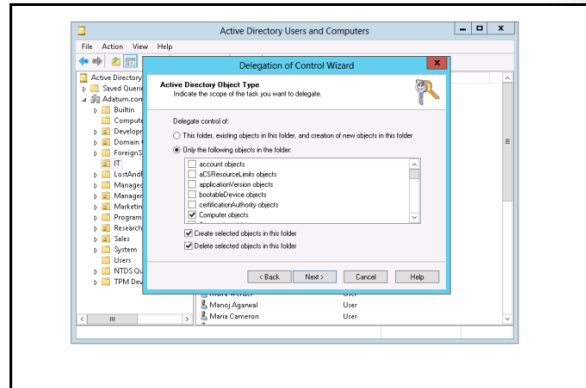 Active Directory Users and Computers
File Action View Help
Delegation of Control Wizard
Active Directory Object Type
Indicate the scope of the task you want to delegate.
Delegate control of:
This folder, existing objects in this folder, and creation of new objects in this folder
Only the following objects in the folder:
account objects
aCSResourceLimits objects
applicationVersion objects
bootableDevice objects
certificationAuthority objects
Computer objects
Create selected objects in this folder
Delete selected objects in this folder
< Back Next > Cancel Help
Active Directory
Saved Queri
Adatum.com
Builtin
Compute
Develop
Domain
ForeignS
IT
LostAnd
Managed
Manager
Marketin
Program
Research
Sales
System
Users
NTDS Qu
TPM Dev
User
Manoj Agarwal User
Maria Cameron User